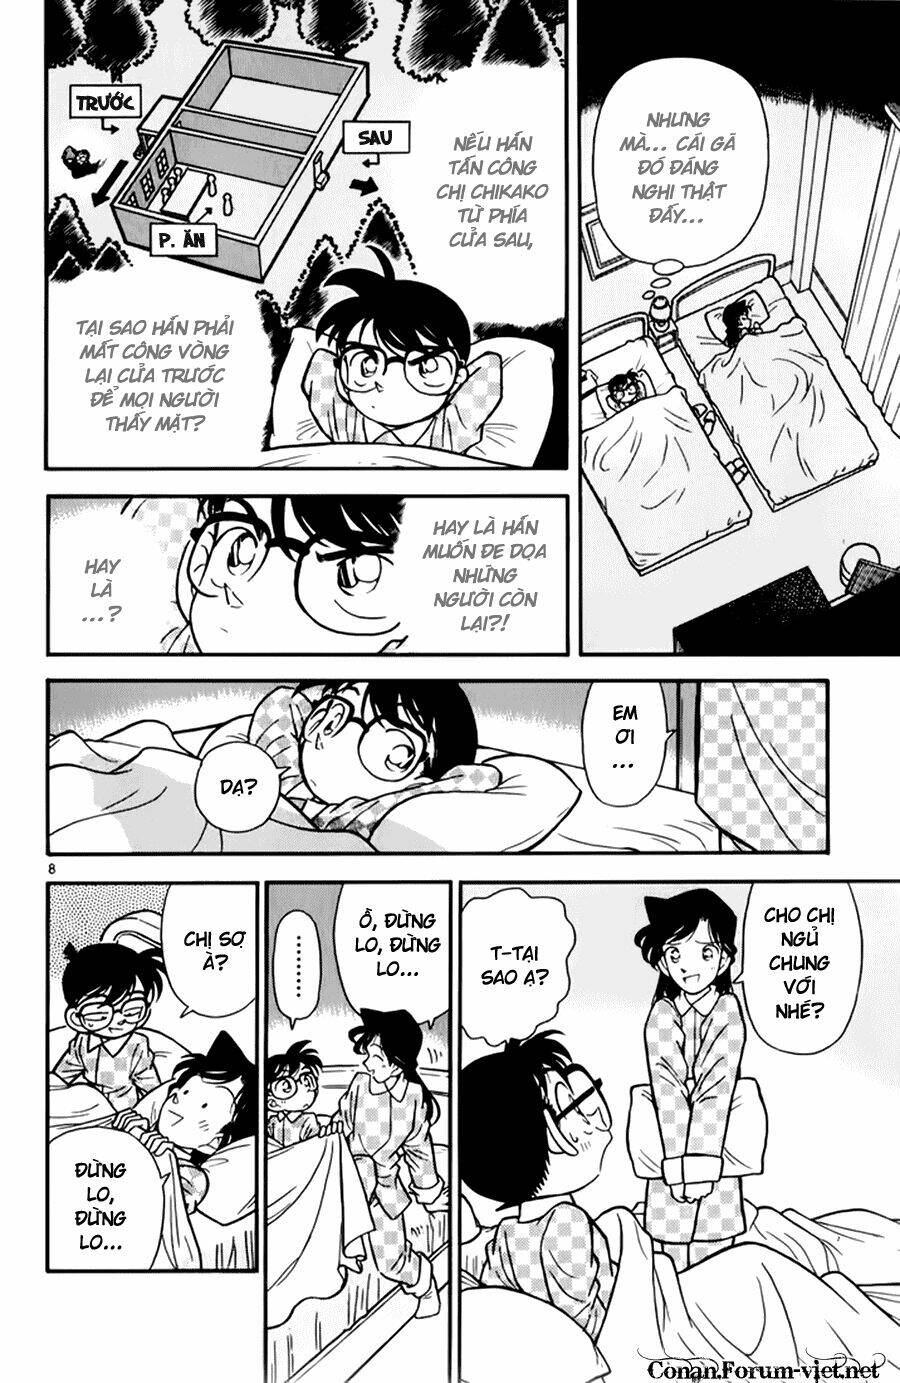 NHƯNG
MÀ... CÁI GÃ
ĐÓ ĐÁNG
NGHI THẬT
ĐẤY...
TRƯỚC
SAU
P. ĂN
NẾU HẮN
TẤN CÔNG
CHỊ CHIKAKO
TỪ PHÍA
CỬA SAU,
TẠI SAO HẮN PHẢI
MẤT CÔNG VÒNG
LẠI CỬA TRƯỚC
ĐỂ MỌI NGƯỜI
THẤY MẶT?
HAY LÀ HẮN
MUỐN ĐE DỌA
NHỮNG
NGƯỜI CÒN
LẠI?!
HAY
LÀ
...?
EM
ƠI
...
DẠ?
8
CHO CHỊ
NGỦ
CHUNG
VỚI
NHÉ?
T-TẠI
SAO Ạ?
Ồ, ĐỪNG
LO, ĐỪNG
LO...
.........
CHỊ SỢ
À?
ĐỪNG
LO,
ĐỪNG
LO...
Conan.Forum-viet.net